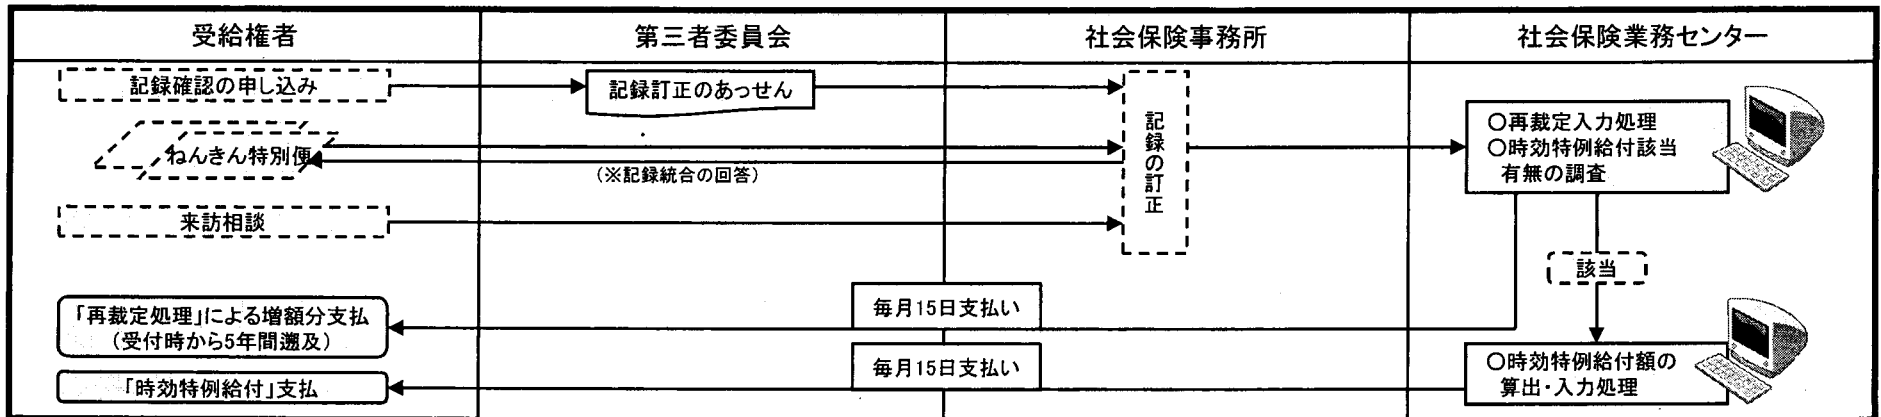 受給権者
第三者委員会
社会保険事務所
社会保険業務センター
記録確認の申し込み
記録訂正のあっせん
記録の訂正
○再裁定入力処理
○時効特例給付該当
有無の調査
ねんきん特別便
(※記録統合の回答)
来訪相談
該当
毎月15日支払い
「再裁定処理」による増額分支払
(受付時から5年間遡及)
毎月15日支払い
○時効特例給付額の
算出・入力処理
「時効特例給付」支払